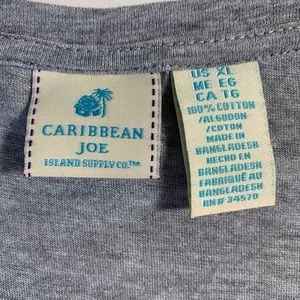 CARIBBEAN
JOE
ISLAND SUPPLY CO.™
US XL
ME EG
CA TG
100% COTTON
/ALGODON
/COTON
MADE IN
BANGLADESH
HECHO EN
BANGLADESH
FABRIQUÉ AU
BANGLADESH
RN# 34570